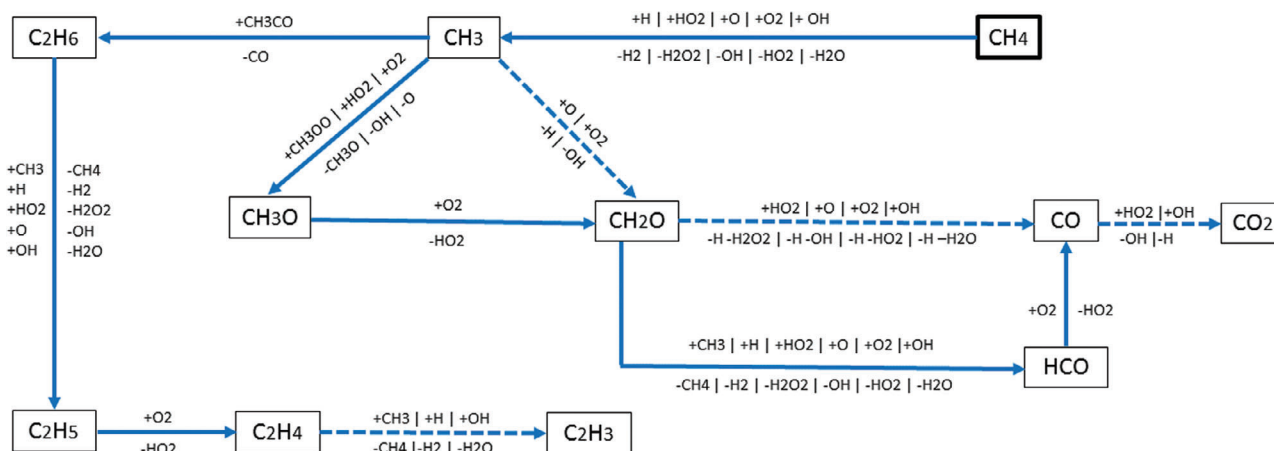 C2H6
+CH3CO
-CO
CH3
+H | +HO2 | +O | +O2 |+ OH
-H2 | -H2O2 | -OH | -HO2 | -H2O
CH4
+CH3OO | +HO2 | +O2
-CH3O | -OH | -O
+O | +O2
-H | -OH
+CH3
+H
+HO2
+O
+OH
-CH4
-H2
-H2O2
-OH
-H2O
CH3O
+O2
-HO2
CH2O
+HO2 | +O | +O2 |+OH
-H -H2O2 | -H -OH | -H -HO2 | -H –H2O
CO
+HO2 |+OH
-OH |-H
CO2
+O2
-HO2
+CH3 | +H | +HO2 | +O | +O2 |+OH
-CH4 | -H2 | -H2O2 | -OH | -HO2 | -H2O
HCO
C2H5
+O2
-HO2
C2H4
+CH3 | +H | +OH
-CH4 |-H2 | -H2O
C2H3